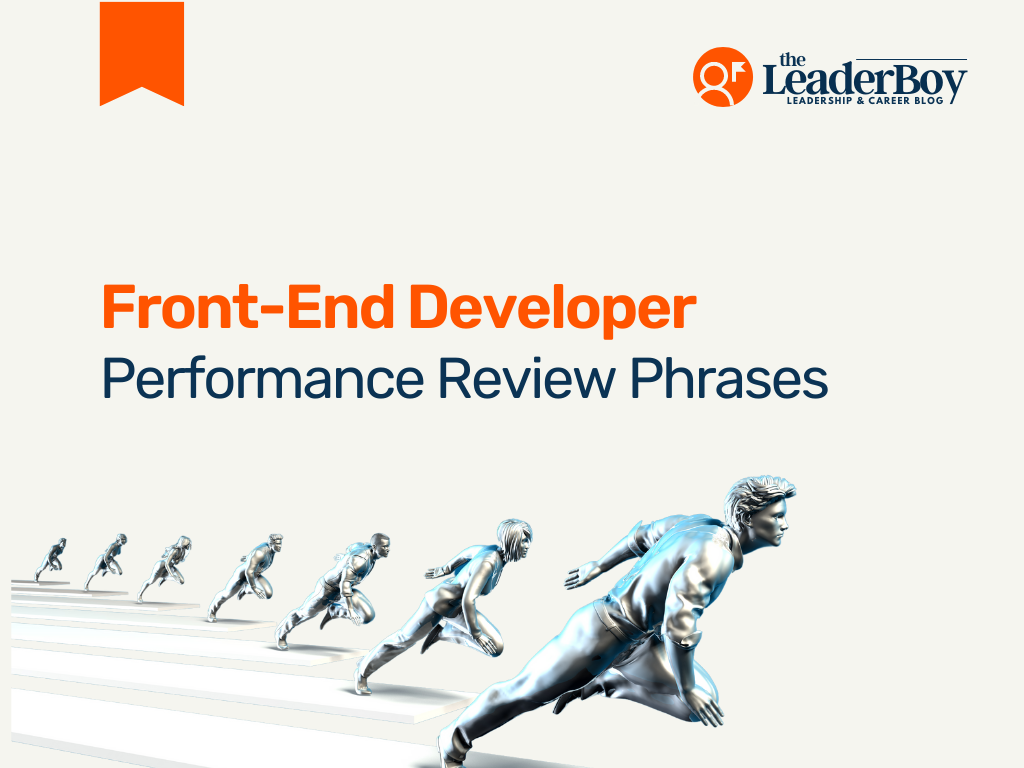 the
LeaderBoy
LEADERSHIP & CAREER BLOG
Front-End Developer
Performance Review Phrases